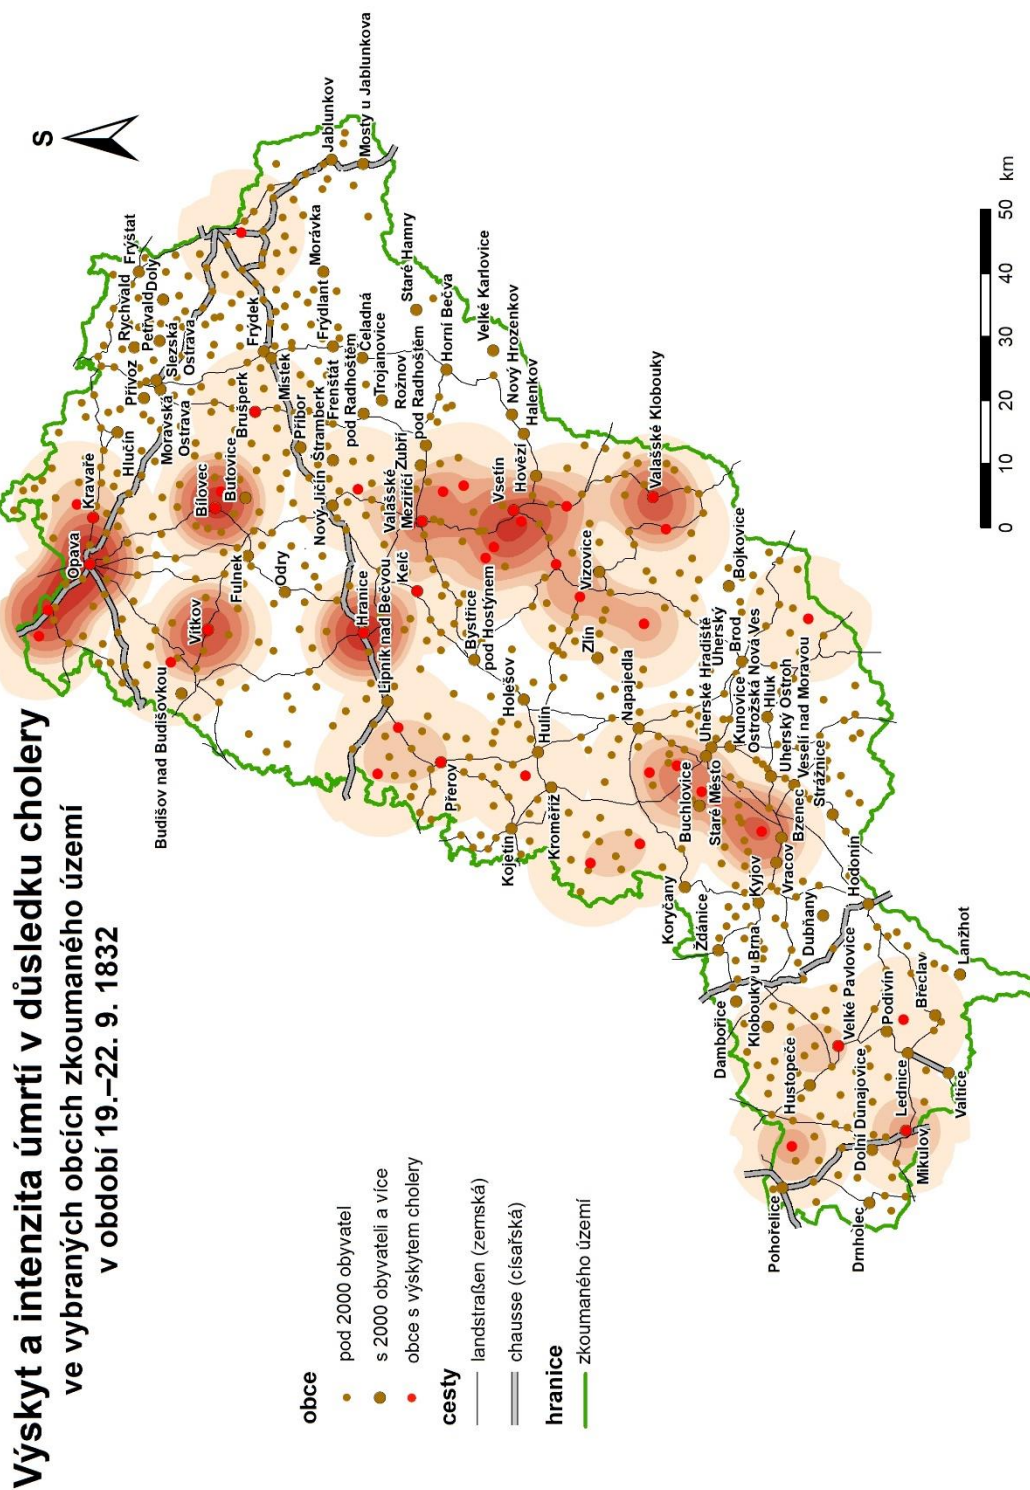 Výskyt a intenzita úmrtí v důsledku cholery
ve vybraných obcích zkoumaného území
v období 19.–22. 9. 1832
S
obce
pod 2000 obyvatel
s 2000 obyvateli a více
obce s výskytem cholery
cesty
landstraßen (zemská)
chausse (císařská)
hranice
zkoumaného území
0
10
20
30
40
50
km
Opava
Kravaře
Hlučín
Přívoz
Rychvald
Petřvald
Doly
Fryštat
Moravská
Ostrava
Slezská
Ostrava
Budišov nad Budišovkou
Vítkov
Bílovec
Butovice
Fulnek
Odry
Brušperk
Frýdek
Místek
Příbor
Štramberk
Frenštát
pod Radhoštěm
Frýdlant
Morávka
Jablunkov
Mosty u Jablunkova
Čeladná
Trojanovice
Staré Hamry
Nový Jičín
Hranice
Lipník nad Bečvou
Kelč
Valašské
Meziříčí
Zubří
Rožnov
pod Radhoštěm
Horní Bečva
Velké Karlovice
Nový Hrozenkov
Halenkov
Hovězí
Vsetín
Bystřice
pod Hostýnem
Přerov
Holešov
Hulín
Kojetín
Kroměříž
Vizovice
Zlín
Napajedla
Valašské Klobouky
Bojkovice
Uherské Hradiště
Uherský
Brod
Kunovice
Ostrožská Nová Ves
Hluk
Uherský Ostroh
Veselí nad Moravou
Strážnice
Buchlovice
Staré Město
Bzenec
Vracov
Kyjov
Koryčany
Ždánice
Dubňany
Hodonín
Dambořice
Klobouky u Brna
Velké Pavlovice
Hustopeče
Podivín
Břeclav
Lanžhot
Lednice
Valtice
Dolní Dunajovice
Mikulov
Pohořelice
Drnholec